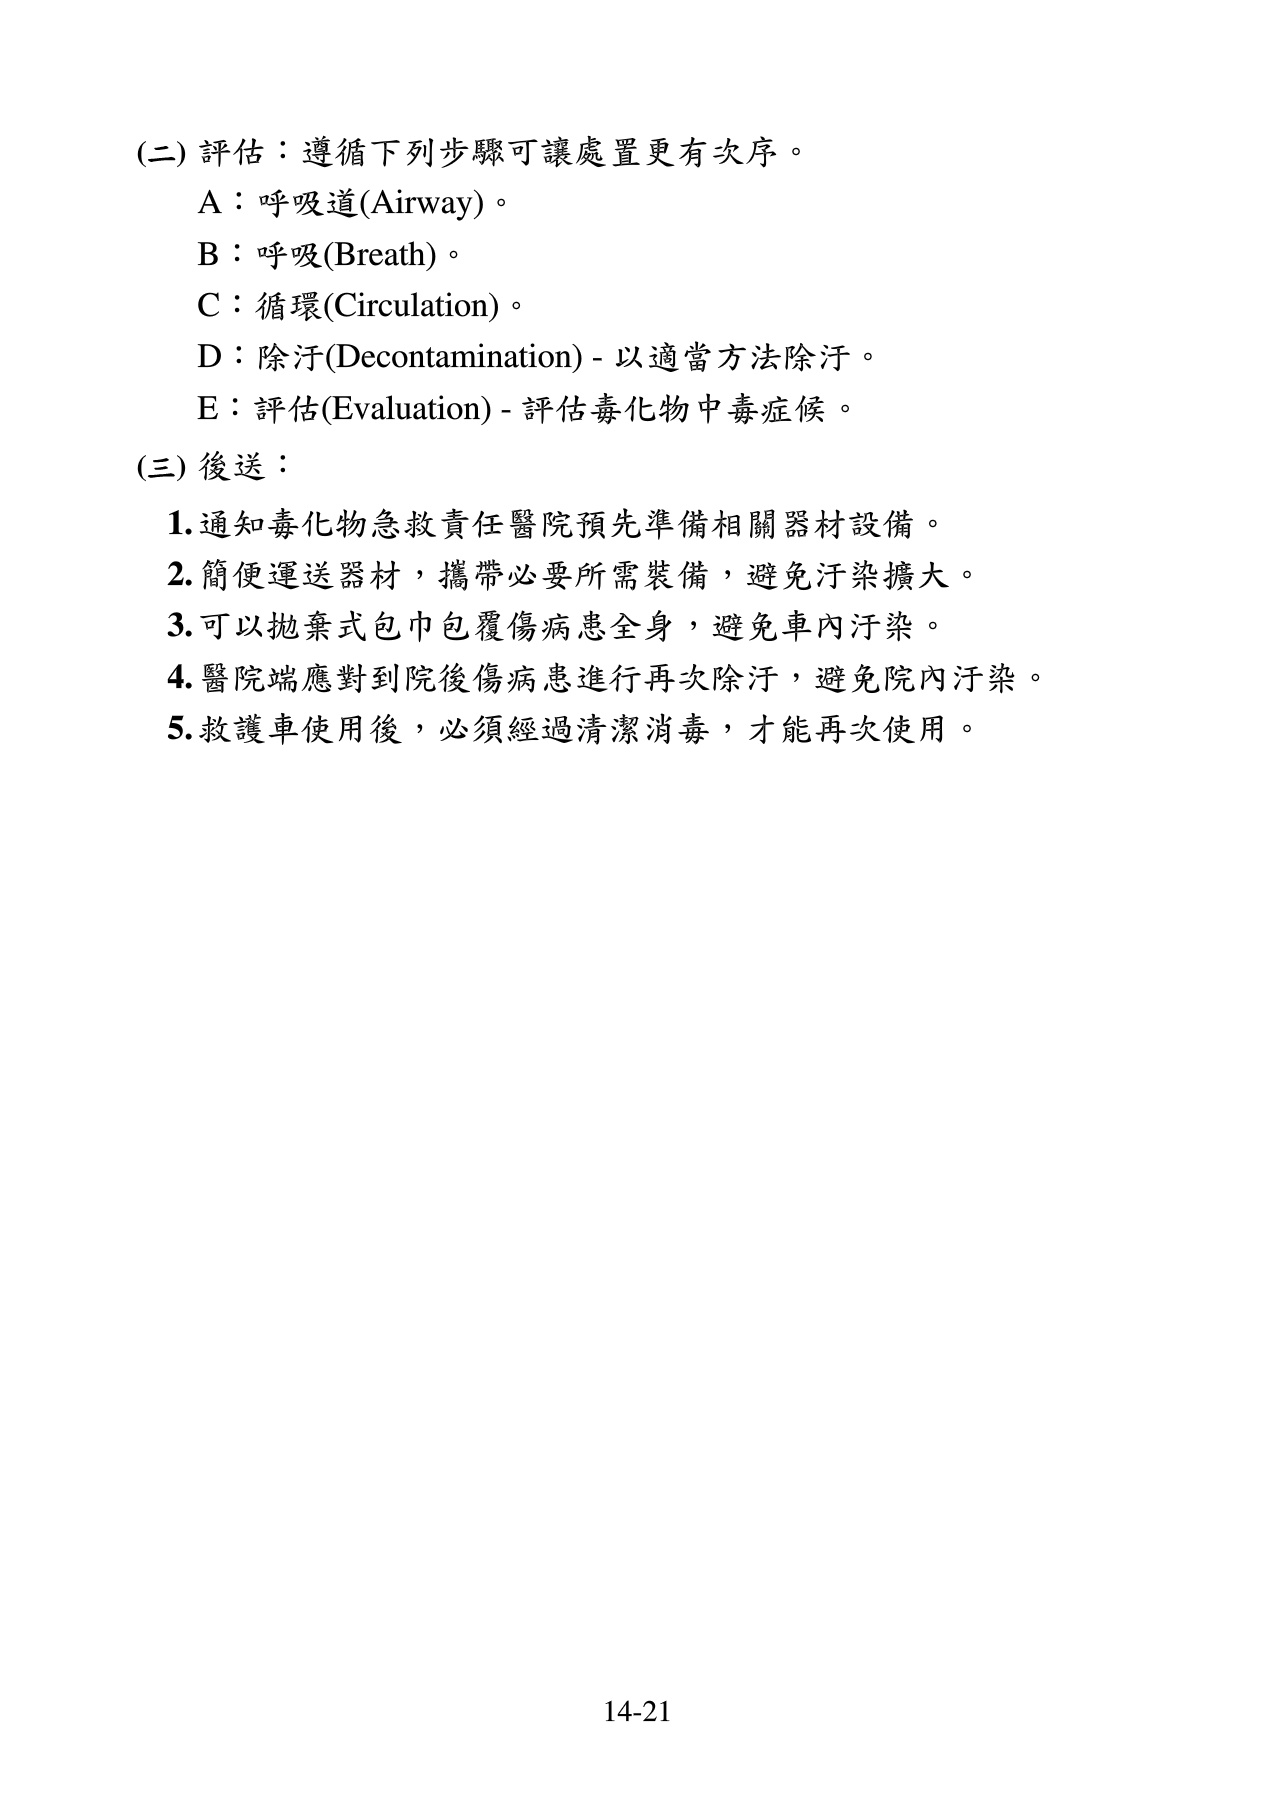 (二) 評估：遵循下列步驟可讓處置更有次序。
A：呼吸道(Airway)。
B：呼吸(Breath)。
C：循環(Circulation)。
D：除汙(Decontamination) - 以適當方法除汙。
E：評估(Evaluation) - 評估毒化物中毒症候。
(三) 後送：
1. 通知毒化物急救責任醫院預先準備相關器材設備。
2. 簡便運送器材，攜帶必要所需裝備，避免汙染擴大。
3. 可以拋棄式包巾包覆傷病患全身，避免車內汙染。
4. 醫院端應對到院後傷病患進行再次除汙，避免院內汙染。
5. 救護車使用後，必須經過清潔消毒，才能再次使用。
14-21